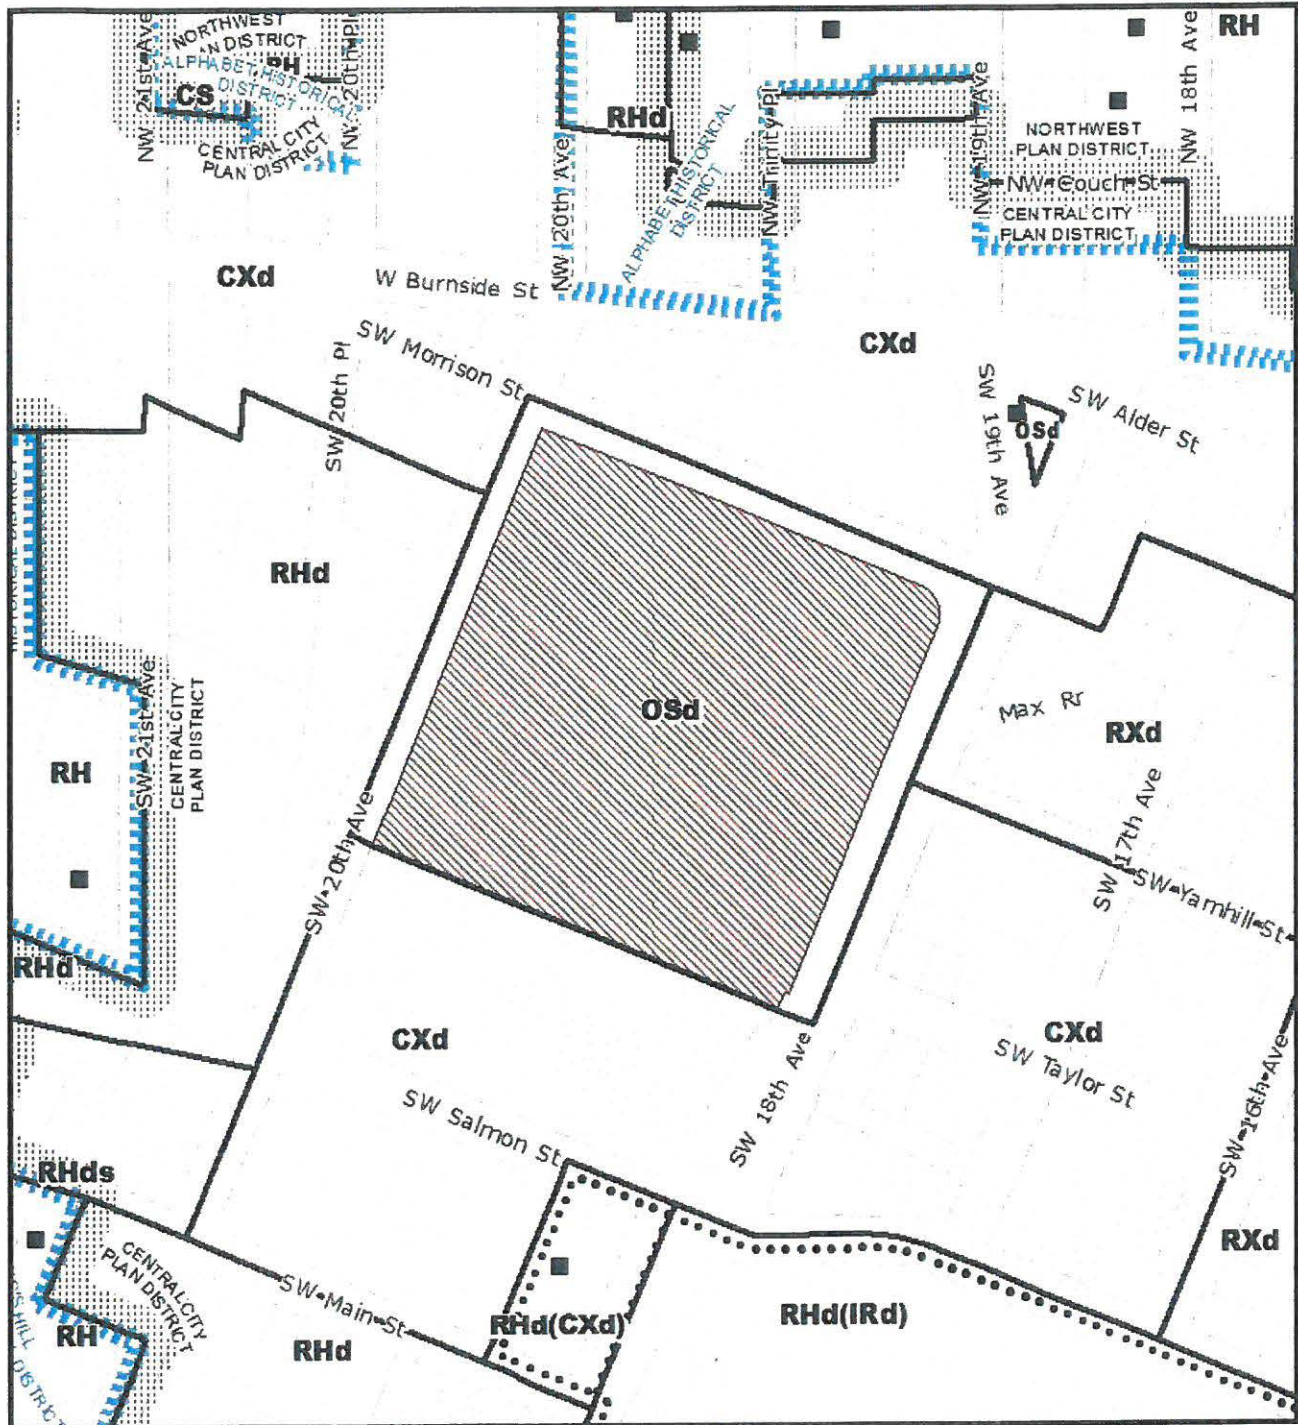 NW 21st Ave
NORTHWEST
PLAN DISTRICT
RH
ALPHABET HISTORICAL
DISTRICT
CS
CENTRAL CITY
PLAN DISTRICT
NW 20th Pl
RHd
NW 20th Ave
ALPHABET HISTORICAL
DISTRICT
NW Trinity Pl
NW 19th Ave
NW 18th Ave
RH
NORTHWEST
PLAN DISTRICT
NW Couch St
CENTRAL CITY
PLAN DISTRICT
CXd
W Burnside St
SW Morrison St
SW 20th Pl
CXd
SW 19th Ave
OSd
SW Alder St
RHd
OSd
Max Rr
RXd
SW 17th Ave
SW Yamhill St
SW 21st Ave
CENTRAL CITY
PLAN DISTRICT
RH
SW 20th Ave
RHd
CXd
CXd
SW Taylor St
SW 18th Ave
SW 16th Ave
SW Salmon St
RHds
RXd
CENTRAL CITY
PLAN DISTRICT
SW Main St
RHd(CXd)
RHd(IRd)
RH
RHd
HILL
DISTRICT